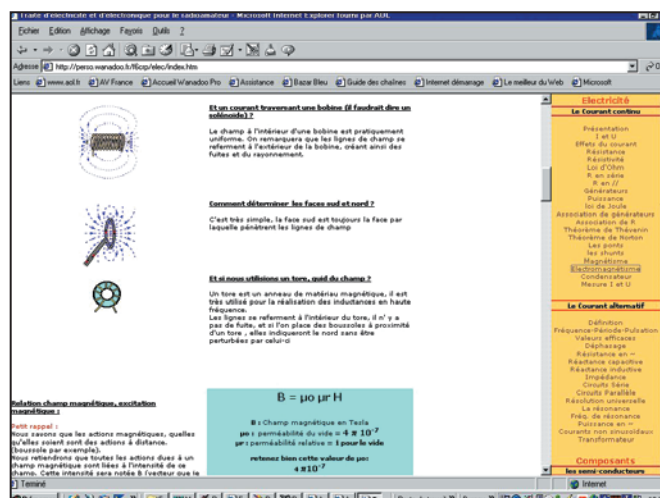 Traité d'électricité et d'électronique pour le radioamateur - Microsoft Internet Explorer fourni par AOL
Fichier Edition Affichage Favoris Outils ?
Adresse http://perso.wanadoo.fr/f6crp/elec/index.htm
Liens www.aol.fr AV France Accueil Wanadoo Pro Assistance Bazar Bleu Guide des chaînes Internet démarrage Le meilleur du Web Microsoft
Et un courant traversant une bobine (il faudrait dire un
solénoïde) ?
Le champ à l'intérieur d'une bobine est pratiquement
uniforme. On remarquera que les lignes de champ se
referment à l'extérieur de la bobine, créant ainsi des
fuites et du rayonnement.
Comment déterminer les faces sud et nord ?
C'est très simple, la face sud est toujours la face par
laquelle pénètrent les lignes de champ
Et si nous utilisions un tore, quid du champ ?
Un tore est un anneau de matériau magnétique, il est
très utilisé pour la réalisation des inductances en haute
fréquence.
Les lignes se referment à l'intérieur du tore, il n' y a
pas de fuite, et si l'on place des boussoles à proximité
d'un tore , elles indiqueront le nord sans être
perturbées par celui-ci
Relation champ magnétique, excitation
magnétique :
Petit rappel :
Nous savons que les actions magnétiques, quelles
qu'elles soient sont des actions à distance.
(boussole par exemple).
Nous retiendrons que toutes les actions dues à un
champ magnétique sont liées à l'intensité de ce
champ. Cette intensité sera notée B (vecteur que le
B = µo µr H
B : Champ magnétique en Tesla
µo : perméabilité du vide = 4 π 10⁻⁷
µr : perméabilité relative = 1 pour le vide
retenez bien cette valeur de µo:
4 π10⁻⁷
Electricité
Le Courant continu
Présentation
I et U
Effets du courant
Résistance
Résistivité
Loi d'Ohm
R en série
R en //
Générateurs
Puissance
loi de Joule
Association de générateurs
Association de R
Théorème de Thévenin
Théorème de Norton
Les ponts
les shunts
Magnétisme
Electromagnétisme
Condensateur
Mesure I et U
Le Courant alternatif
Définition
Fréquence-Période-Pulsation
Valeurs efficaces
Déphasage
Résistance en ~
Réactance capacitive
Réactance inductive
Impédance
Circuits Série
Circuits Parallèle
Résolution universelle
La résonance
Fréq. de résonance
Puissance en ~
Courants non sinusoïdaux
Transformateur
Composants
les semi-conducteurs
Terminé
Internet